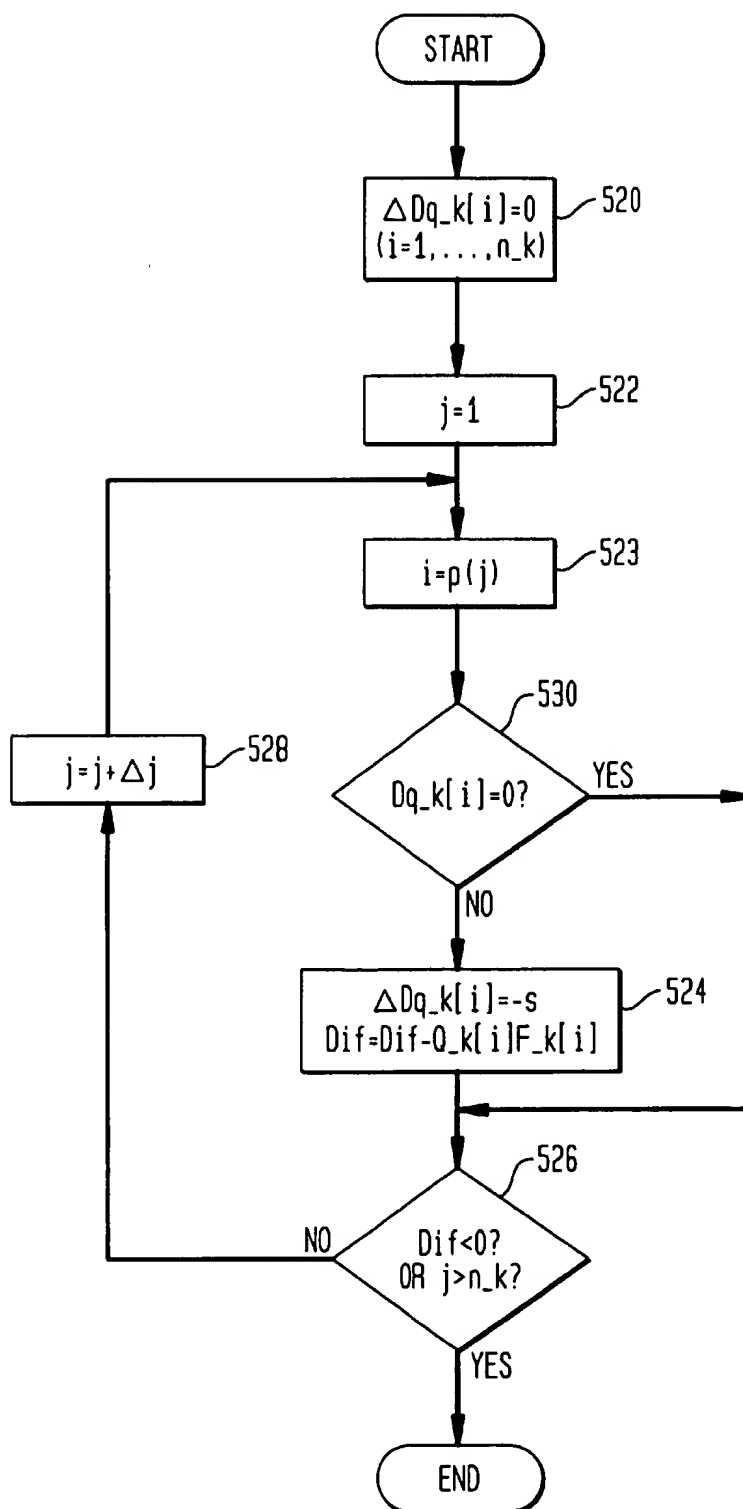 START
ΔDq_k[i]=0
(i=1,...,n_k)
520
j=1
522
i=p(j)
523
530
Dq_k[i]=0?
YES
NO
j=j+Δj
528
ΔDq_k[i]=-s
Dif=Dif-Q_k[i]F_k[i]
524
526
Dif<0?
OR j>n_k?
NO
YES
END